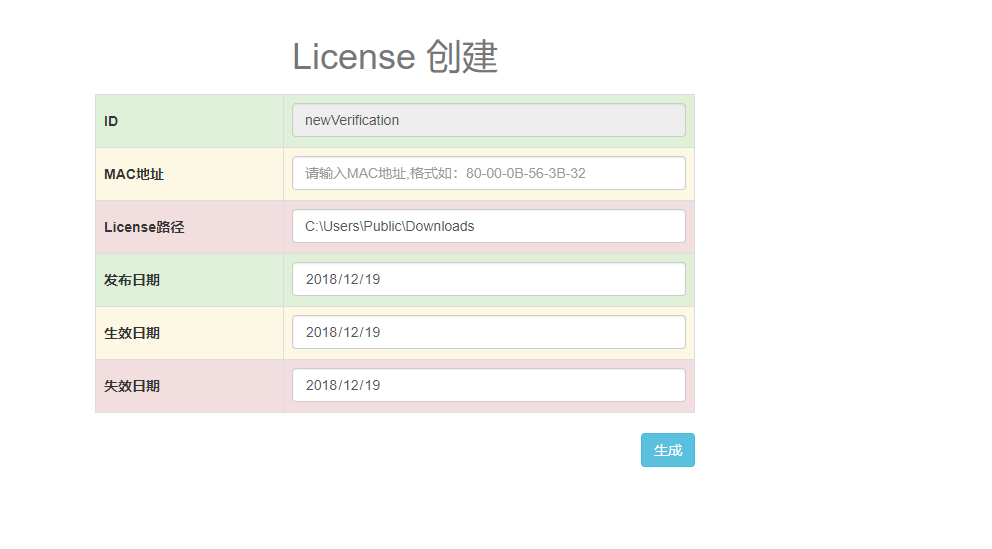 License 创建
ID
newVerification
MAC地址
请输入MAC地址,格式如：80-00-0B-56-3B-32
License路径
C:\Users\Public\Downloads
发布日期
2018/12/19
生效日期
2018/12/19
失效日期
2018/12/19
生成